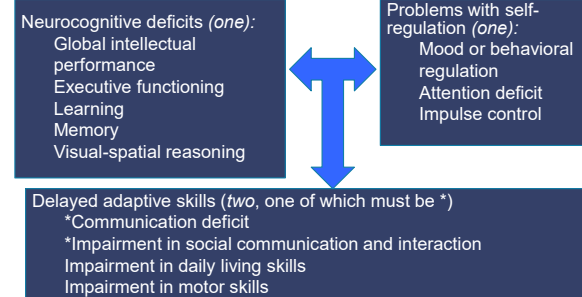 Neurocognitive deficits (one):
Global intellectual
performance
Executive functioning
Learning
Memory
Visual-spatial reasoning
Problems with self-
regulation (one):
Mood or behavioral
regulation
Attention deficit
Impulse control
Delayed adaptive skills (two, one of which must be *)
*Communication deficit
*Impairment in social communication and interaction
Impairment in daily living skills
Impairment in motor skills